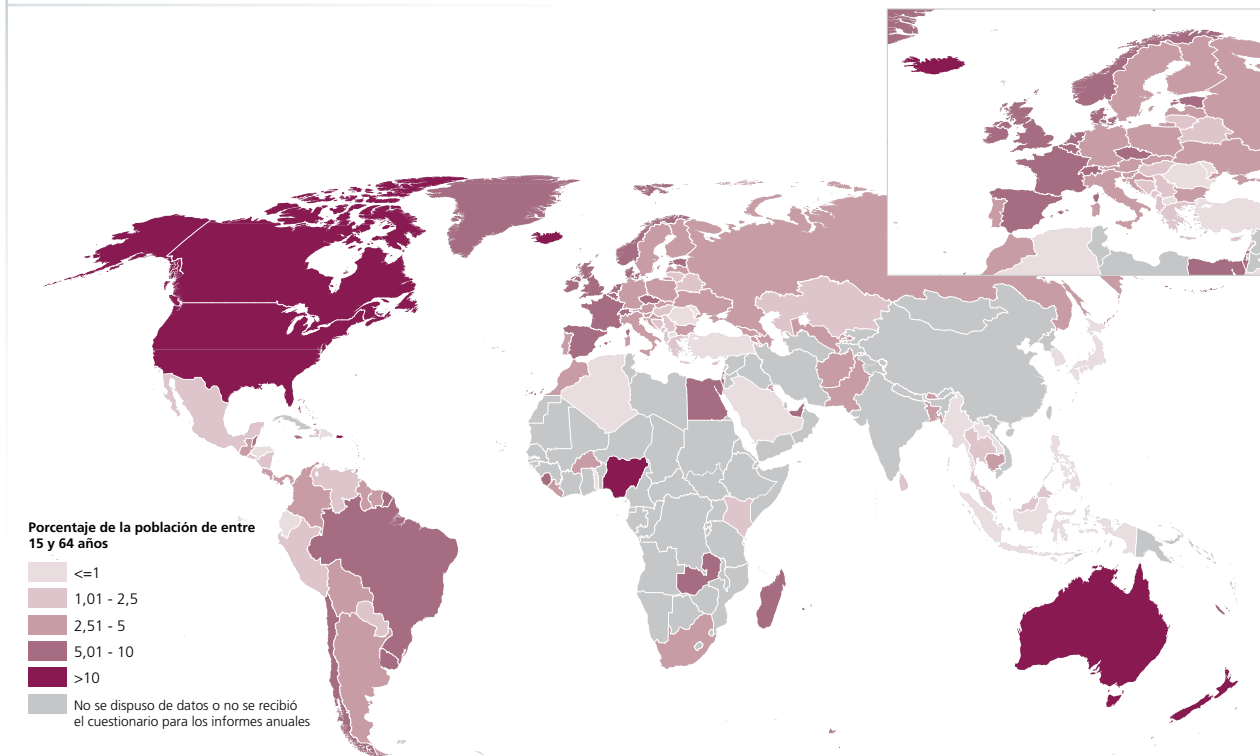 Porcentaje de la población de entre
15 y 64 años
<=1
1,01 - 2,5
2,51 - 5
5,01 - 10
>10
No se dispuso de datos o no se recibió
el cuestionario para los informes anuales